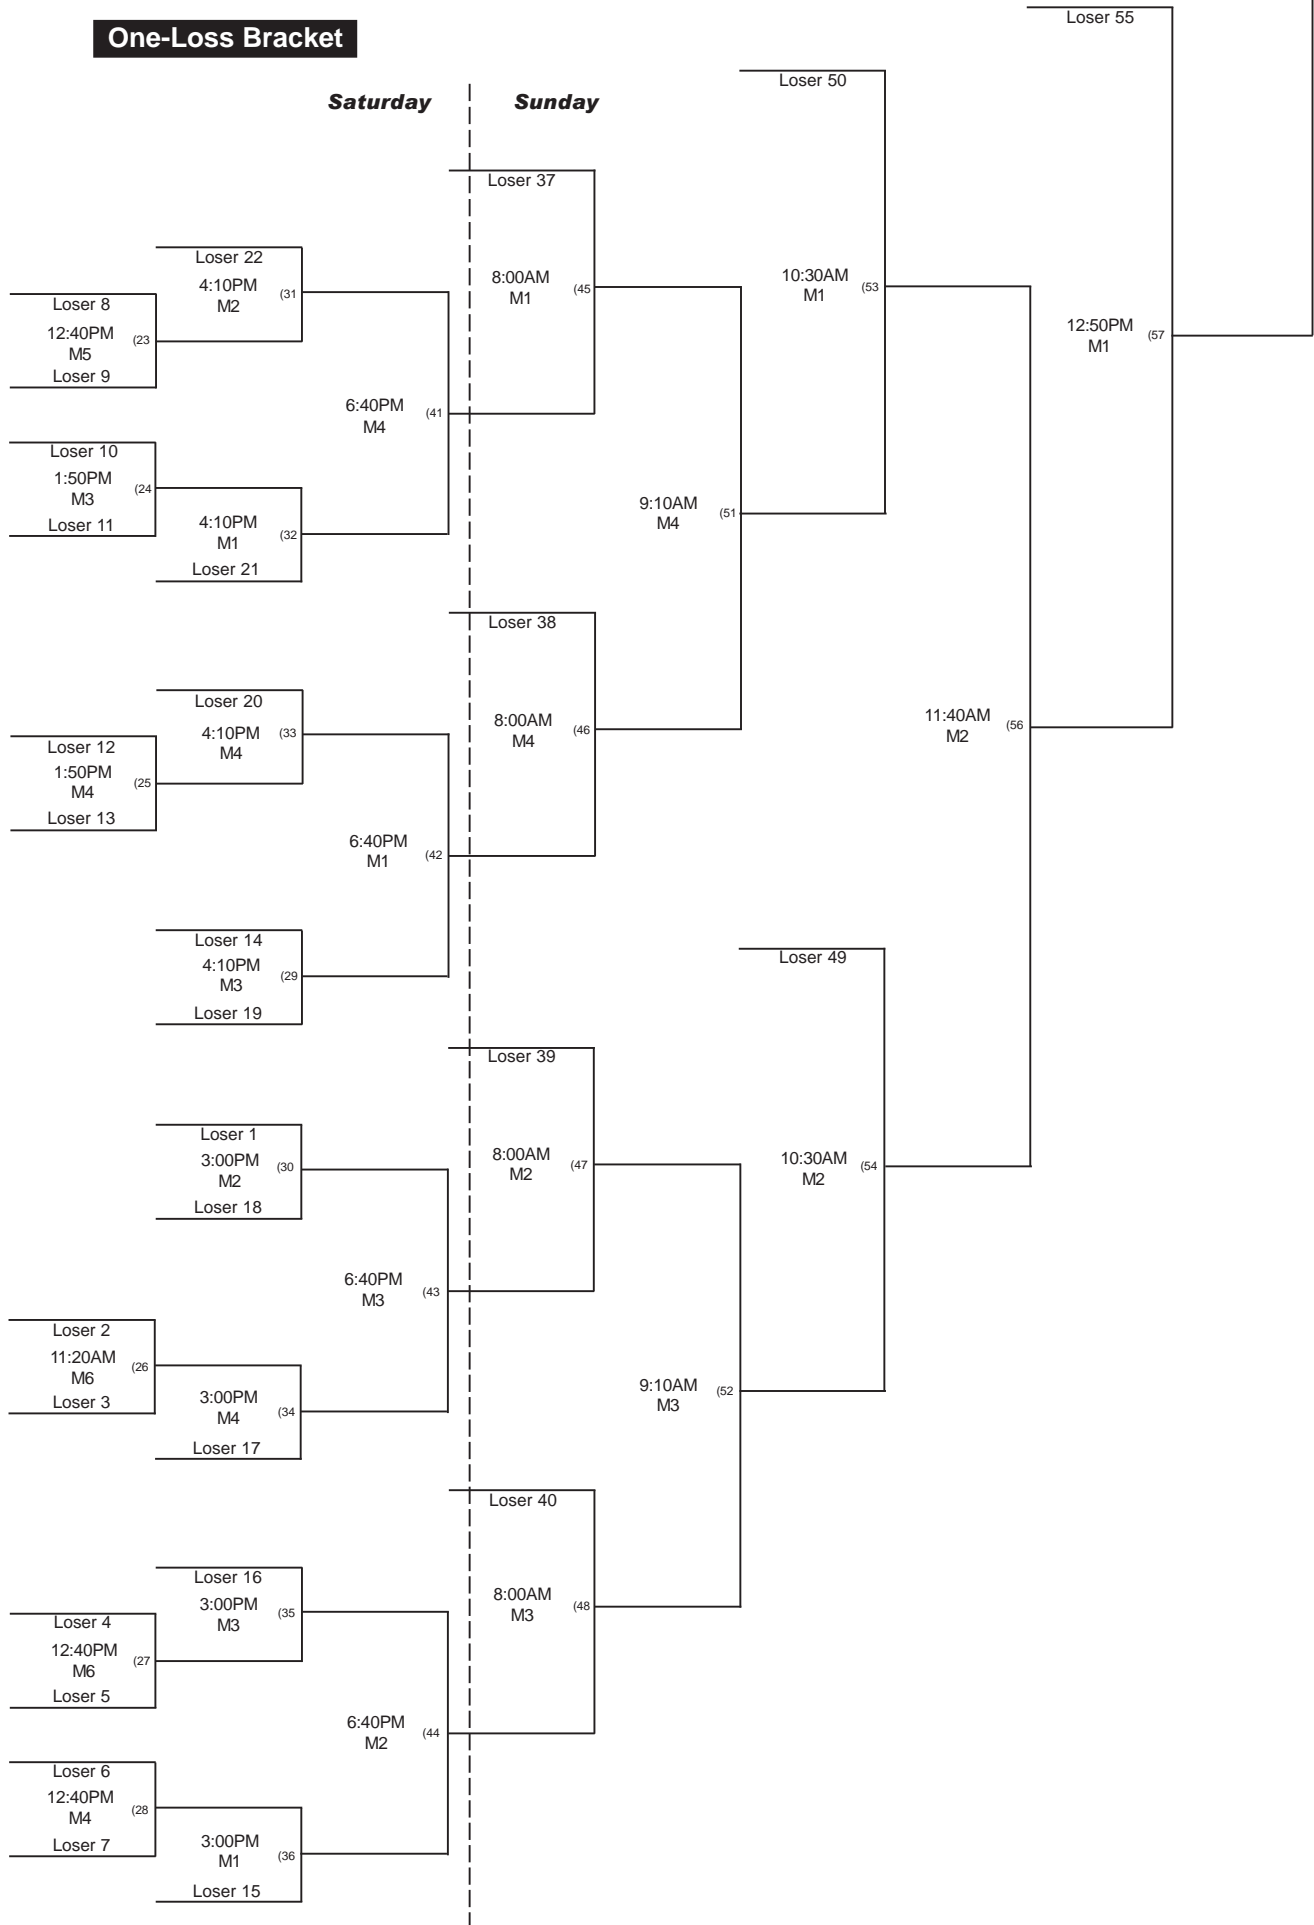 Loser 55
One-Loss Bracket
Loser 50
Saturday
Sunday
Loser 37
Loser 22
4:10PM
M2
(31
8:00AM
M1
(45
10:30AM
M1
(53
Loser 8
12:40PM
M5
(23
Loser 9
12:50PM
M1
(57
6:40PM
M4
(41
Loser 10
1:50PM
M3
(24
Loser 11
4:10PM
M1
(32
Loser 21
9:10AM
M4
(51
Loser 38
Loser 20
4:10PM
M4
(33
8:00AM
M4
(46
11:40AM
M2
(56
Loser 12
1:50PM
M4
(25
Loser 13
6:40PM
M1
(42
Loser 14
4:10PM
M3
(29
Loser 19
Loser 49
Loser 39
Loser 1
3:00PM
M2
(30
Loser 18
8:00AM
M2
(47
10:30AM
M2
(54
6:40PM
M3
(43
Loser 2
11:20AM
M6
(26
Loser 3
3:00PM
M4
(34
Loser 17
9:10AM
M3
(52
Loser 40
Loser 16
3:00PM
M3
(35
8:00AM
M3
(48
Loser 4
12:40PM
M6
(27
Loser 5
6:40PM
M2
(44
Loser 6
12:40PM
M4
(28
Loser 7
3:00PM
M1
(36
Loser 15